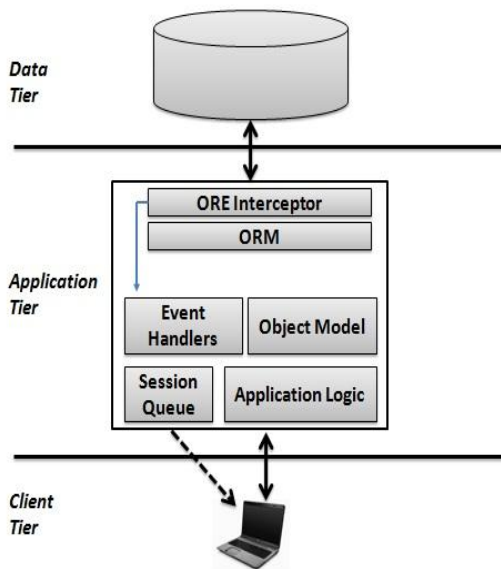 Data
Tier
ORE Interceptor
ORM
Application
Tier
Event
Handlers
Object Model
Session
Queue
Application Logic
Client
Tier